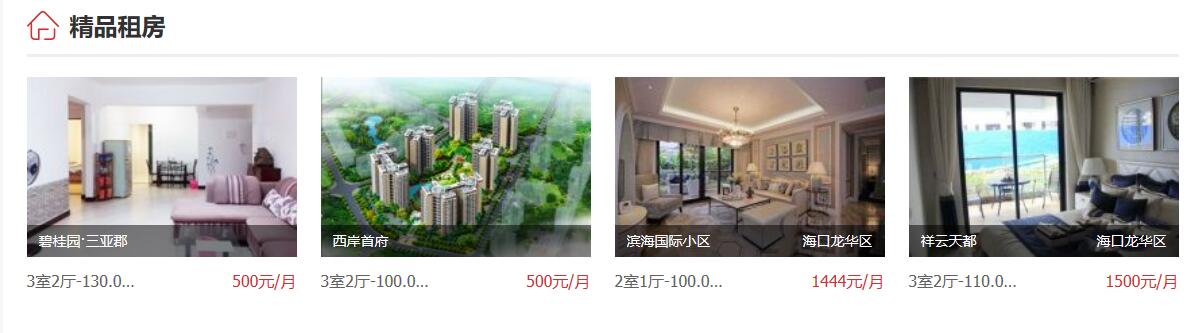 精品租房
碧桂园·三亚郡
西岸首府
滨海国际小区 海口龙华区
祥云天都 海口龙华区
3室2厅-130.0... 500元/月
3室2厅-100.0... 500元/月
2室1厅-100.0... 1444元/月
3室2厅-110.0... 1500元/月